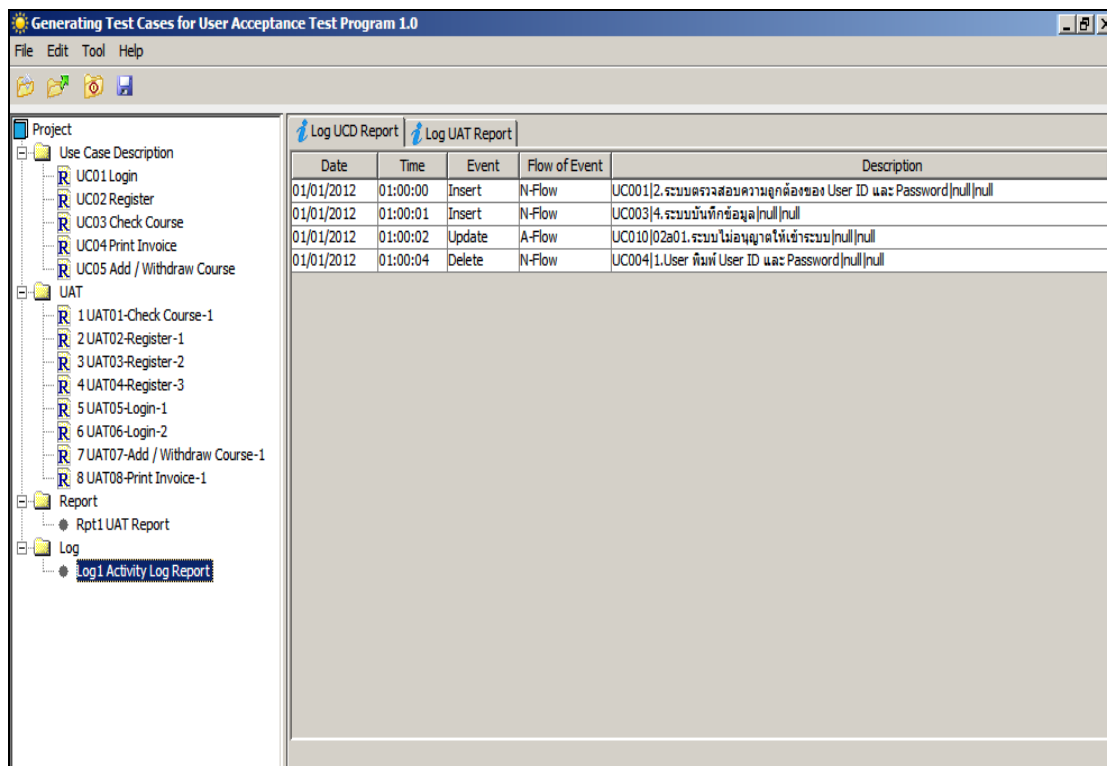 Generating Test Cases for User Acceptance Test Program 1.0
File Edit Tool Help
Project
Use Case Description
UC01 Login
UC02 Register
UC03 Check Course
UC04 Print Invoice
UC05 Add / Withdraw Course
UAT
1 UAT01-Check Course-1
2 UAT02-Register-1
3 UAT03-Register-2
4 UAT04-Register-3
5 UAT05-Login-1
6 UAT06-Login-2
7 UAT07-Add / Withdraw Course-1
8 UAT08-Print Invoice-1
Report
Rpt1 UAT Report
Log
Log1 Activity Log Report
Log UCD Report Log UAT Report
Date Time Event Flow of Event Description
01/01/2012 01:00:00 Insert N-Flow UC001|2.ระบบตรวจสอบความถูกต้องของ User ID และ Password|null|null
01/01/2012 01:00:01 Insert N-Flow UC003|4.ระบบบันทึกข้อมูล|null|null
01/01/2012 01:00:02 Update A-Flow UC010|02a01.ระบบไม่อนุญาตให้เข้าระบบ|null|null
01/01/2012 01:00:04 Delete N-Flow UC004|1.User พิมพ์ User ID และ Password|null|null